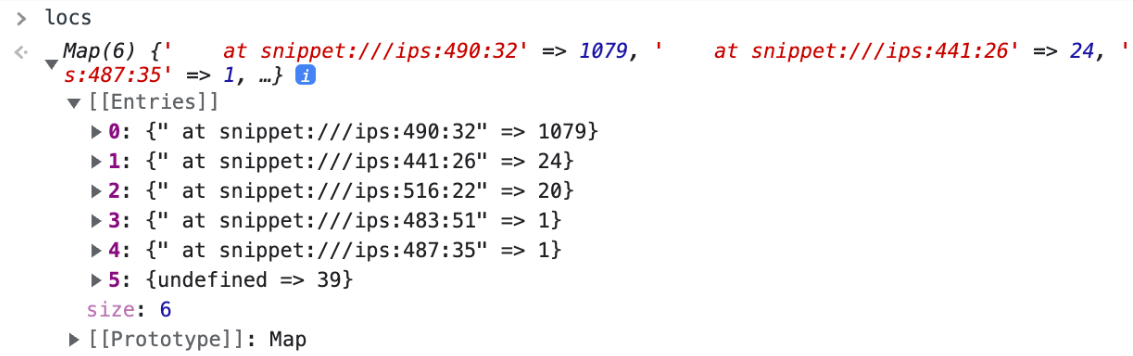 > locs
Map(6) {'    at snippet:///ips:490:32' => 1079, '    at snippet:///ips:441:26' => 24, '
s:487:35' => 1, …} i
[[Entries]]
0: {" at snippet:///ips:490:32" => 1079}
1: {" at snippet:///ips:441:26" => 24}
2: {" at snippet:///ips:516:22" => 20}
3: {" at snippet:///ips:483:51" => 1}
4: {" at snippet:///ips:487:35" => 1}
5: {undefined => 39}
size: 6
[[Prototype]]: Map